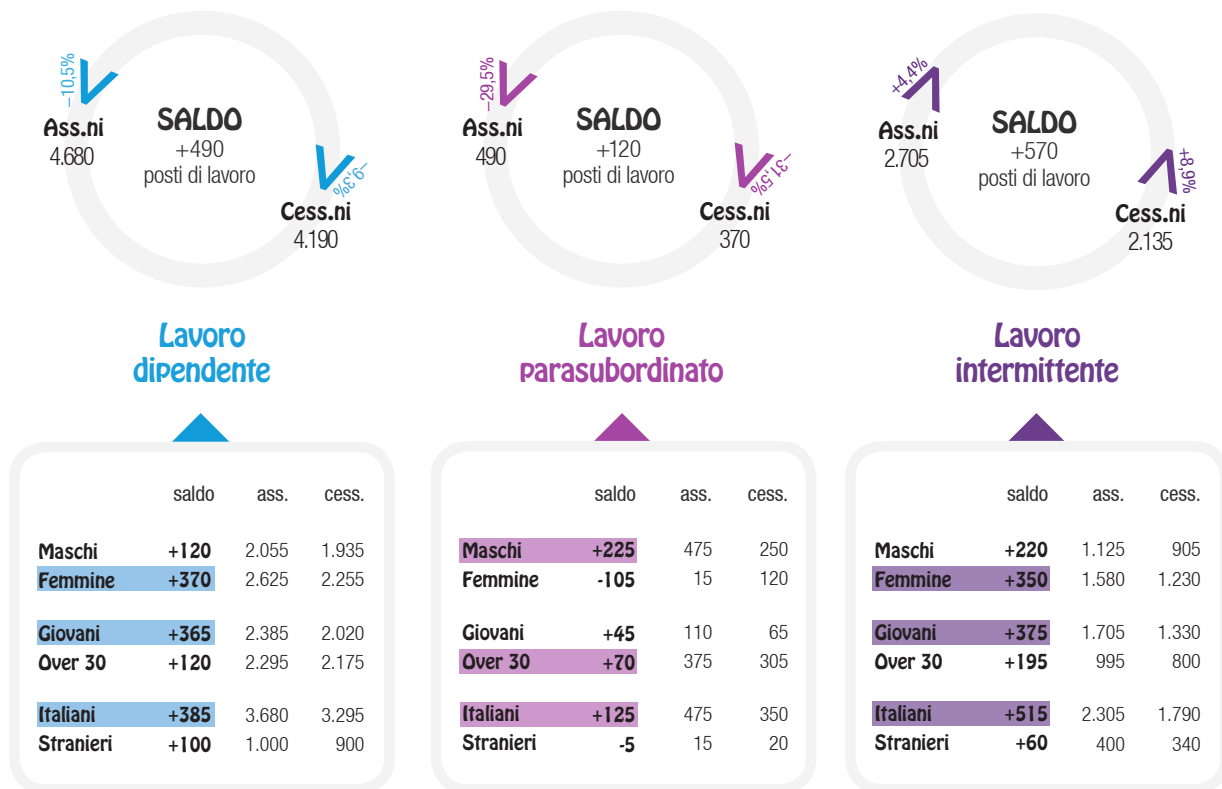 −10,5%
Ass.ni
4.680
SALDO
+490
posti di lavoro
−9,3%
Cess.ni
4.190
−29,5%
Ass.ni
490
SALDO
+120
posti di lavoro
−31,5%
Cess.ni
370
+4,4%
Ass.ni
2.705
SALDO
+570
posti di lavoro
+8,9%
Cess.ni
2.135
Lavoro
dipendente
Lavoro
parasubordinato
Lavoro
intermittente
saldo ass. cess.
Maschi +120 2.055 1.935
Femmine +370 2.625 2.255
Giovani +365 2.385 2.020
Over 30 +120 2.295 2.175
Italiani +385 3.680 3.295
Stranieri +100 1.000 900
saldo ass. cess.
Maschi +225 475 250
Femmine -105 15 120
Giovani +45 110 65
Over 30 +70 375 305
Italiani +125 475 350
Stranieri -5 15 20
saldo ass. cess.
Maschi +220 1.125 905
Femmine +350 1.580 1.230
Giovani +375 1.705 1.330
Over 30 +195 995 800
Italiani +515 2.305 1.790
Stranieri +60 400 340